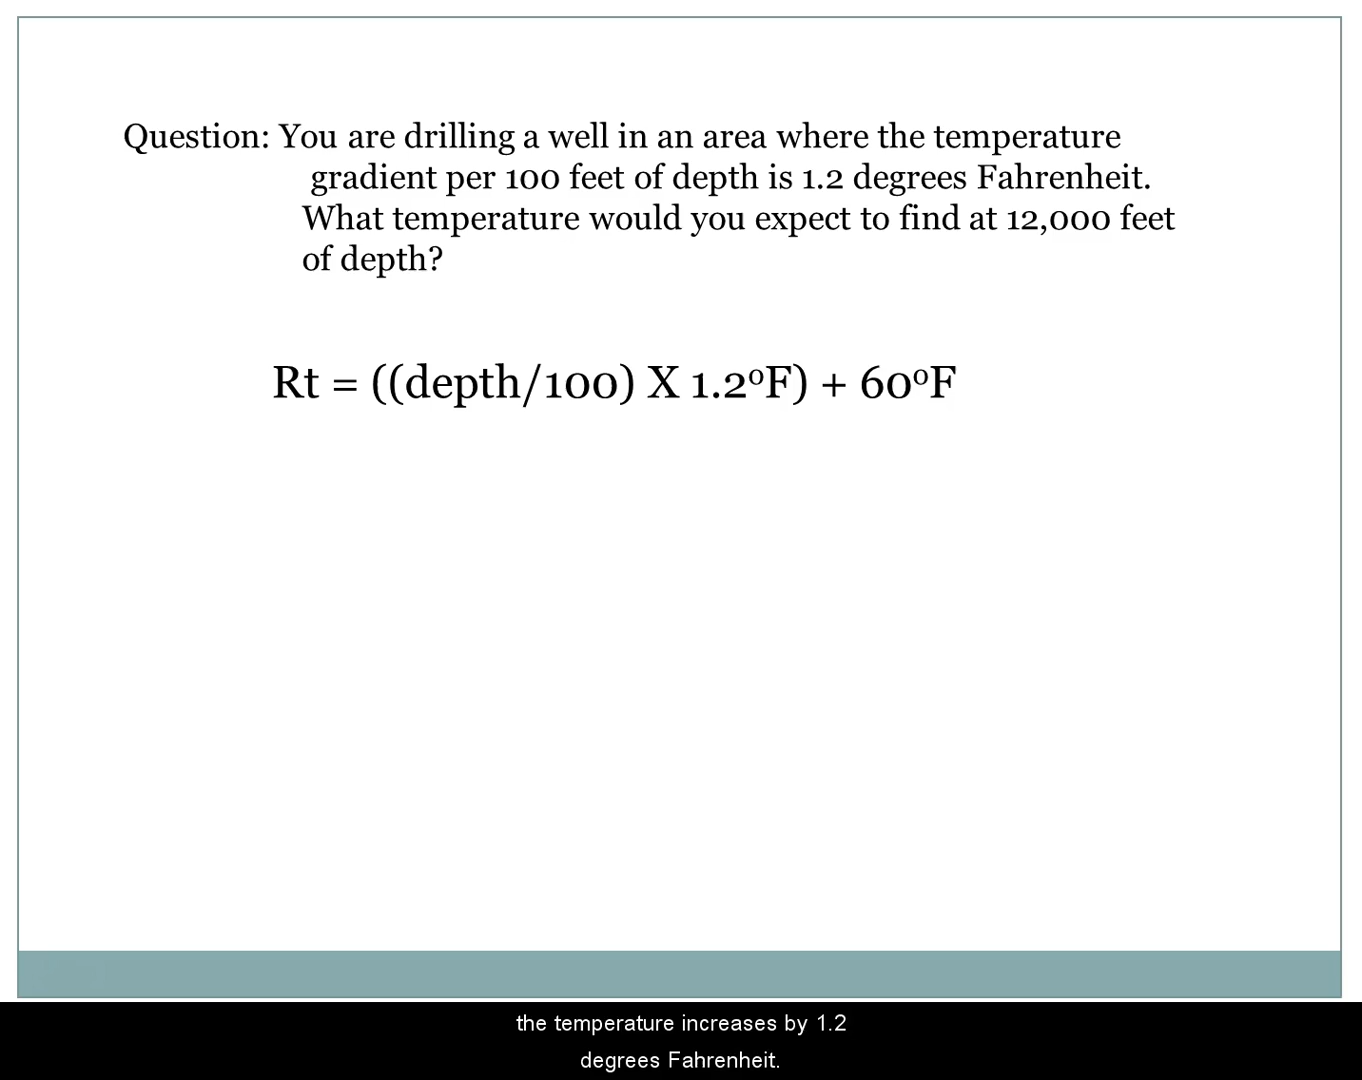 Question: You are drilling a well in an area where the temperature
gradient per 100 feet of depth is 1.2 degrees Fahrenheit.
What temperature would you expect to find at 12,000 feet
of depth?
Rt = ((depth/100) X 1.2ºF) + 60ºF
the temperature increases by 1.2
degrees Fahrenheit.